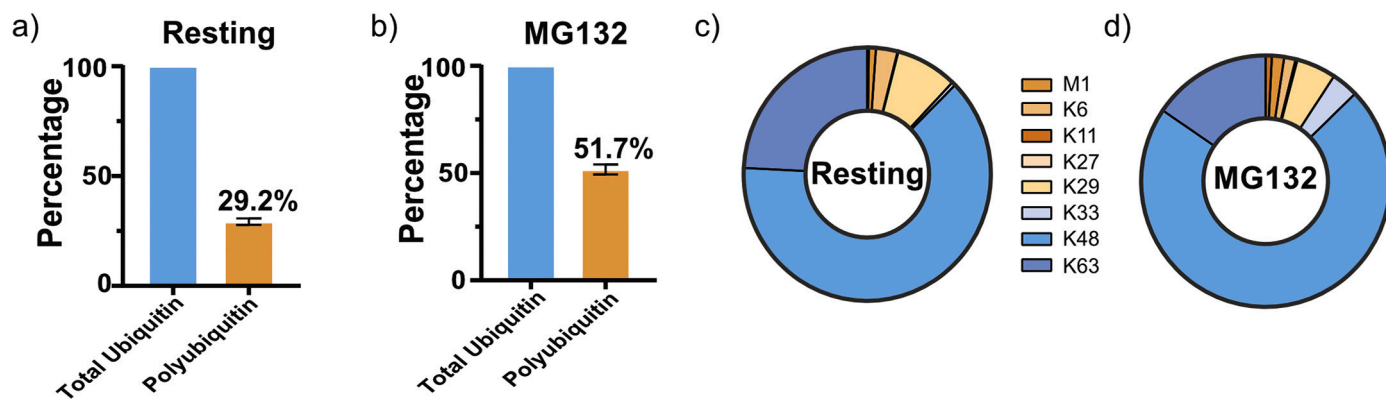 a)
Resting
Percentage
100
50
0
29.2%
Total Ubiquitin
Polyubiquitin
b)
MG132
Percentage
100
50
0
51.7%
Total Ubiquitin
Polyubiquitin
c)
Resting
M1
K6
K11
K27
K29
K33
K48
K63
d)
MG132